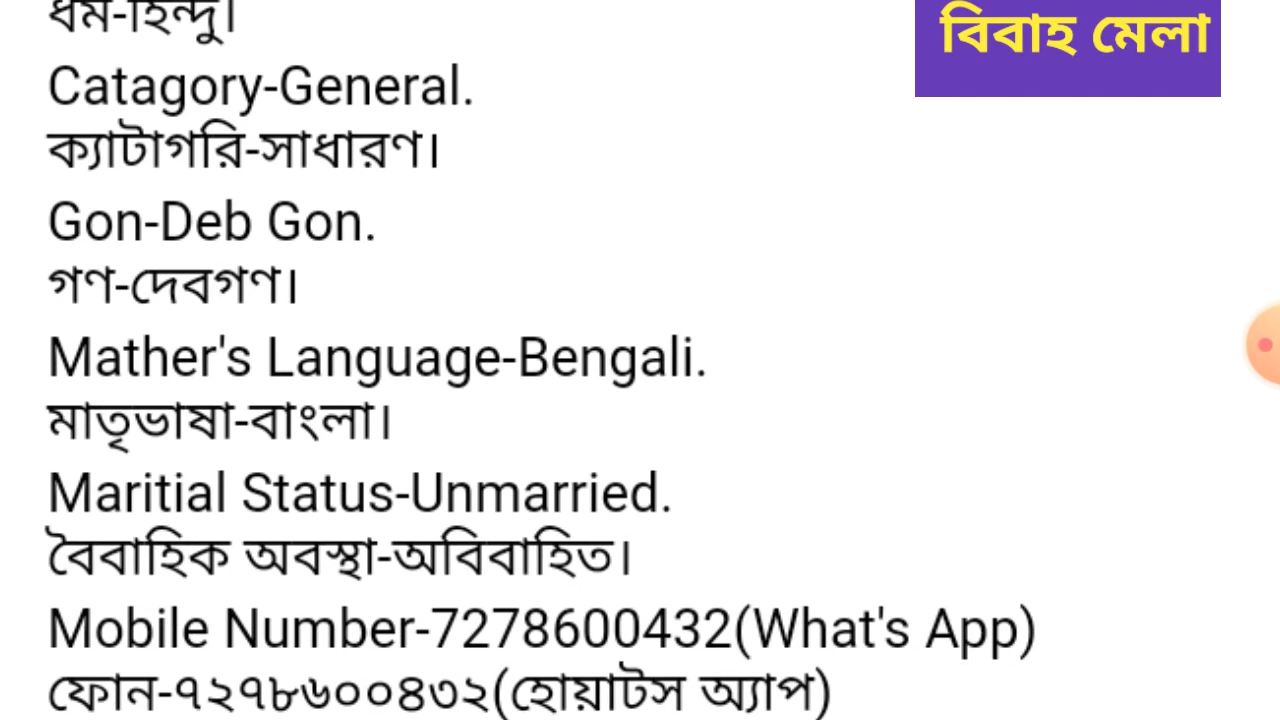 ধর্ম-হিন্দু।
বিবাহ মেলা
Catagory-General.
ক্যাটাগরি-সাধারণ।
Gon-Deb Gon.
গণ-দেবগণ।
Mather's Language-Bengali.
মাতৃভাষা-বাংলা।
Maritial Status-Unmarried.
বৈবাহিক অবস্থা-অবিবাহিত।
Mobile Number-7278600432(What's App)
ফোন-৭২৭৮৬০০৪৩২(হোয়াটস অ্যাপ)